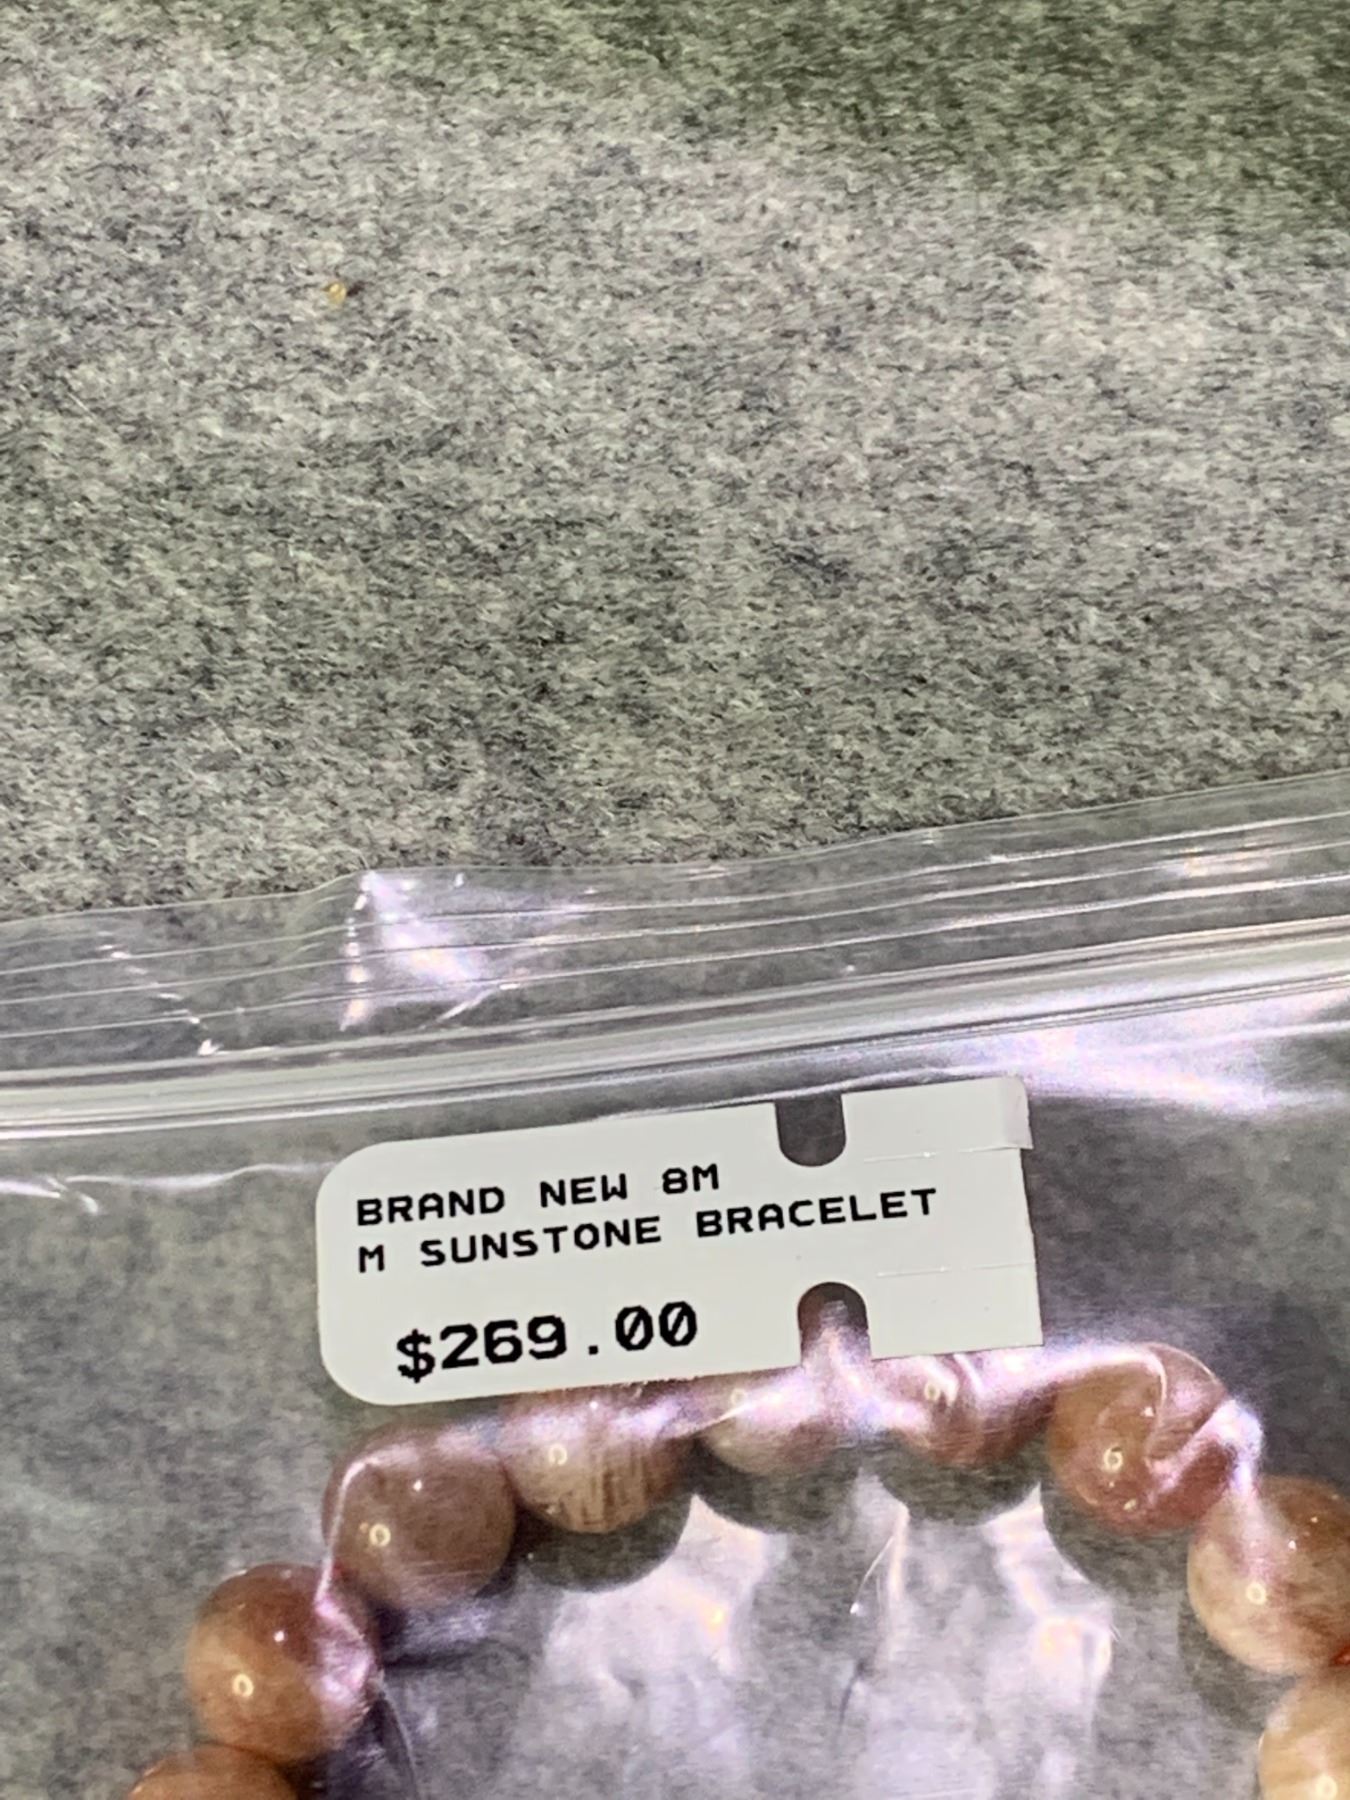 BRAND NEW 8M
M SUNSTONE BRACELET
$269.00